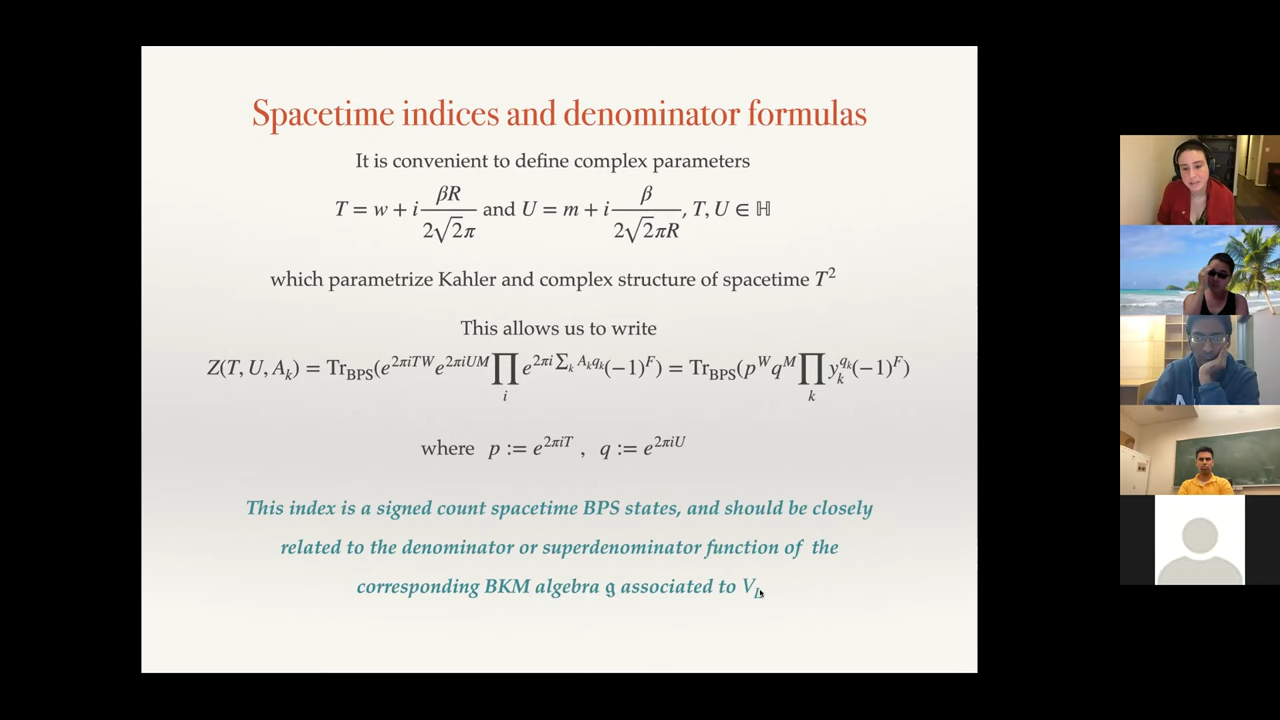 Spacetime indices and denominator formulas
It is convenient to define complex parameters
T = w + i βR/(2√2π) and U = m + i β/(2√2πR), T, U ∈ ℍ
which parametrize Kahler and complex structure of spacetime T²
This allows us to write
Z(T, U, A_k) = Tr_BPS(e^{2πiTW} e^{2πiUM} ∏_i e^{2πi ∑_k A_k q_k}(−1)^F) = Tr_BPS(p^W q^M ∏_k y_k^{q_k}(−1)^F)
where p := e^{2πiT} , q := e^{2πiU}
This index is a signed count spacetime BPS states, and should be closely
related to the denominator or superdenominator function of the
corresponding BKM algebra 𝔤 associated to V_L